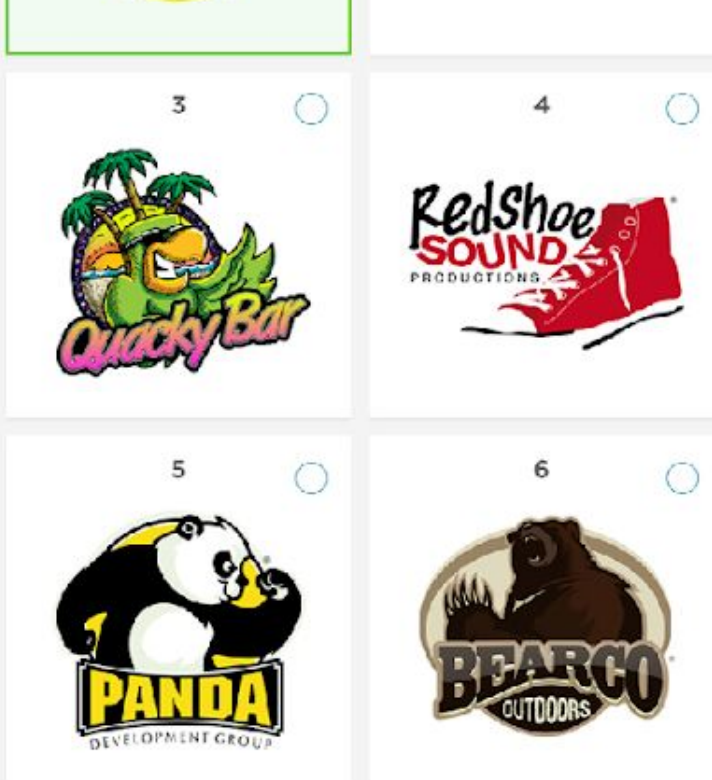 3
4
Quacky Bar
RedShoe
SOUND
PRODUCTIONS
5
6
PANDA
DEVELOPMENT GROUP
BEARCO
OUTDOORS